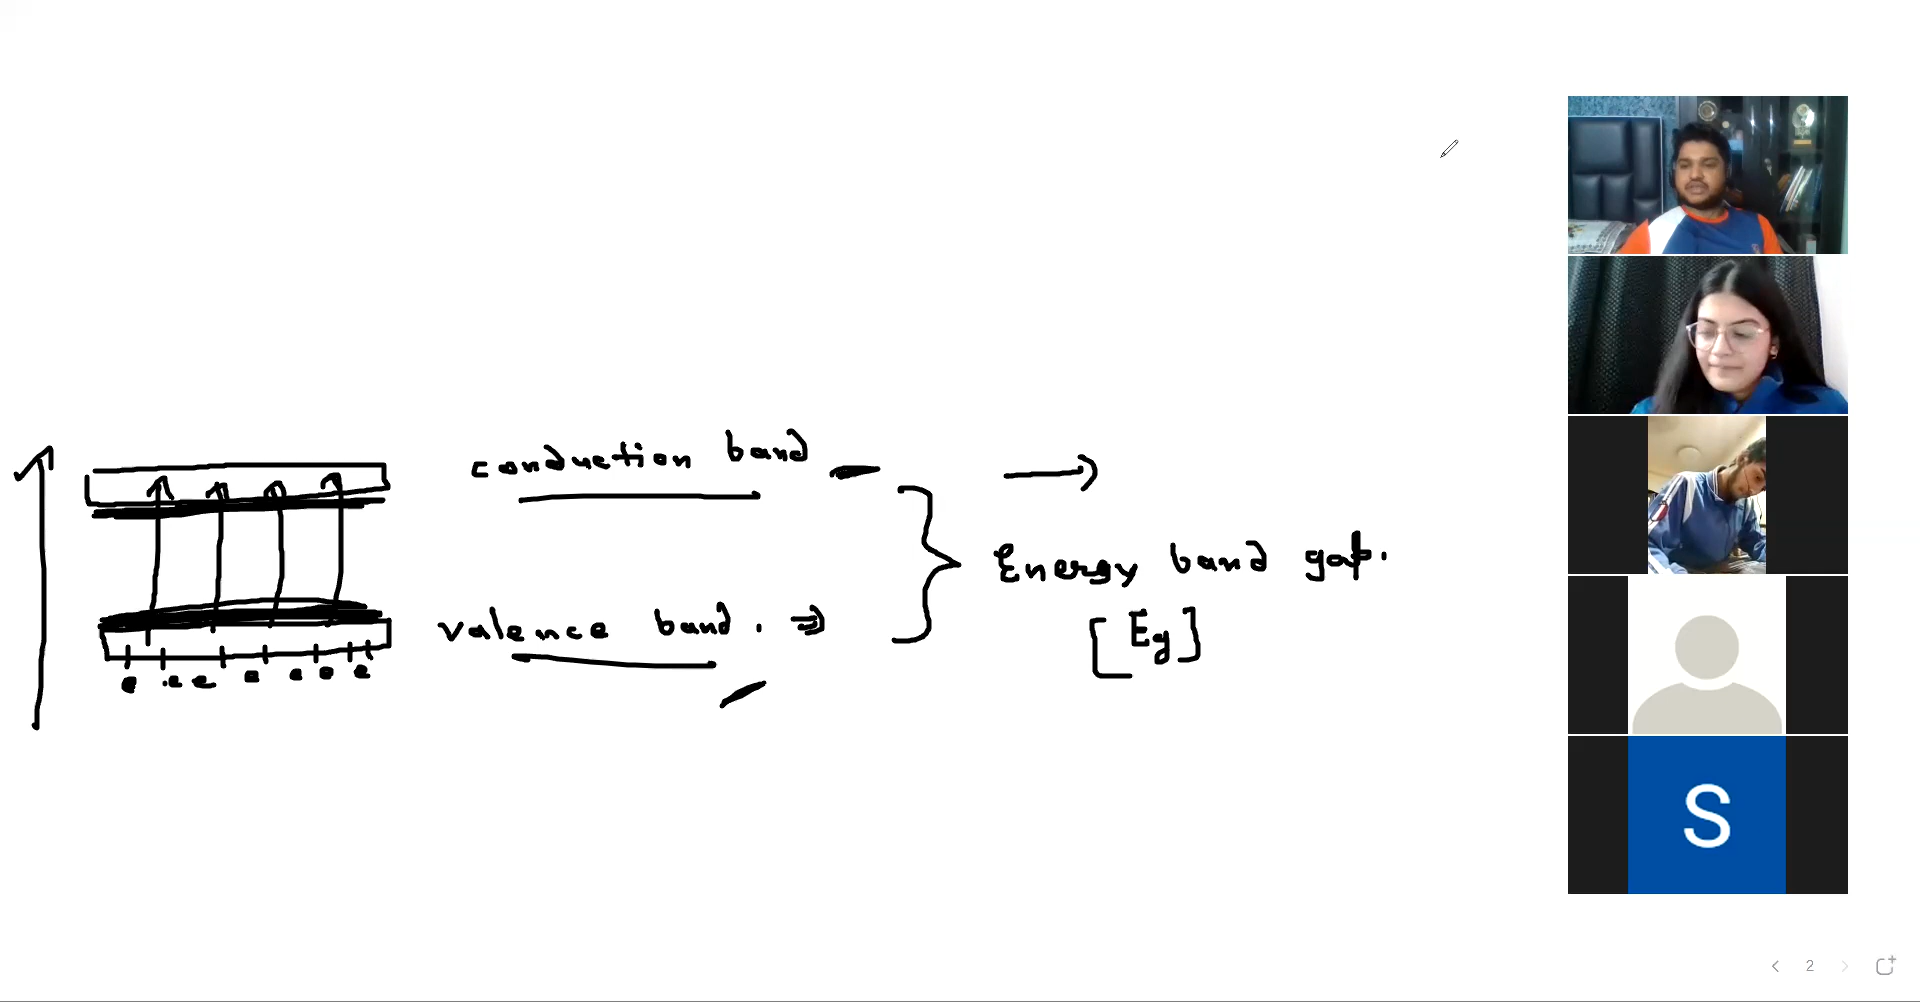 conduction band
valence band.
Energy band gap.
[Eg]
e e e e e e e
S
2